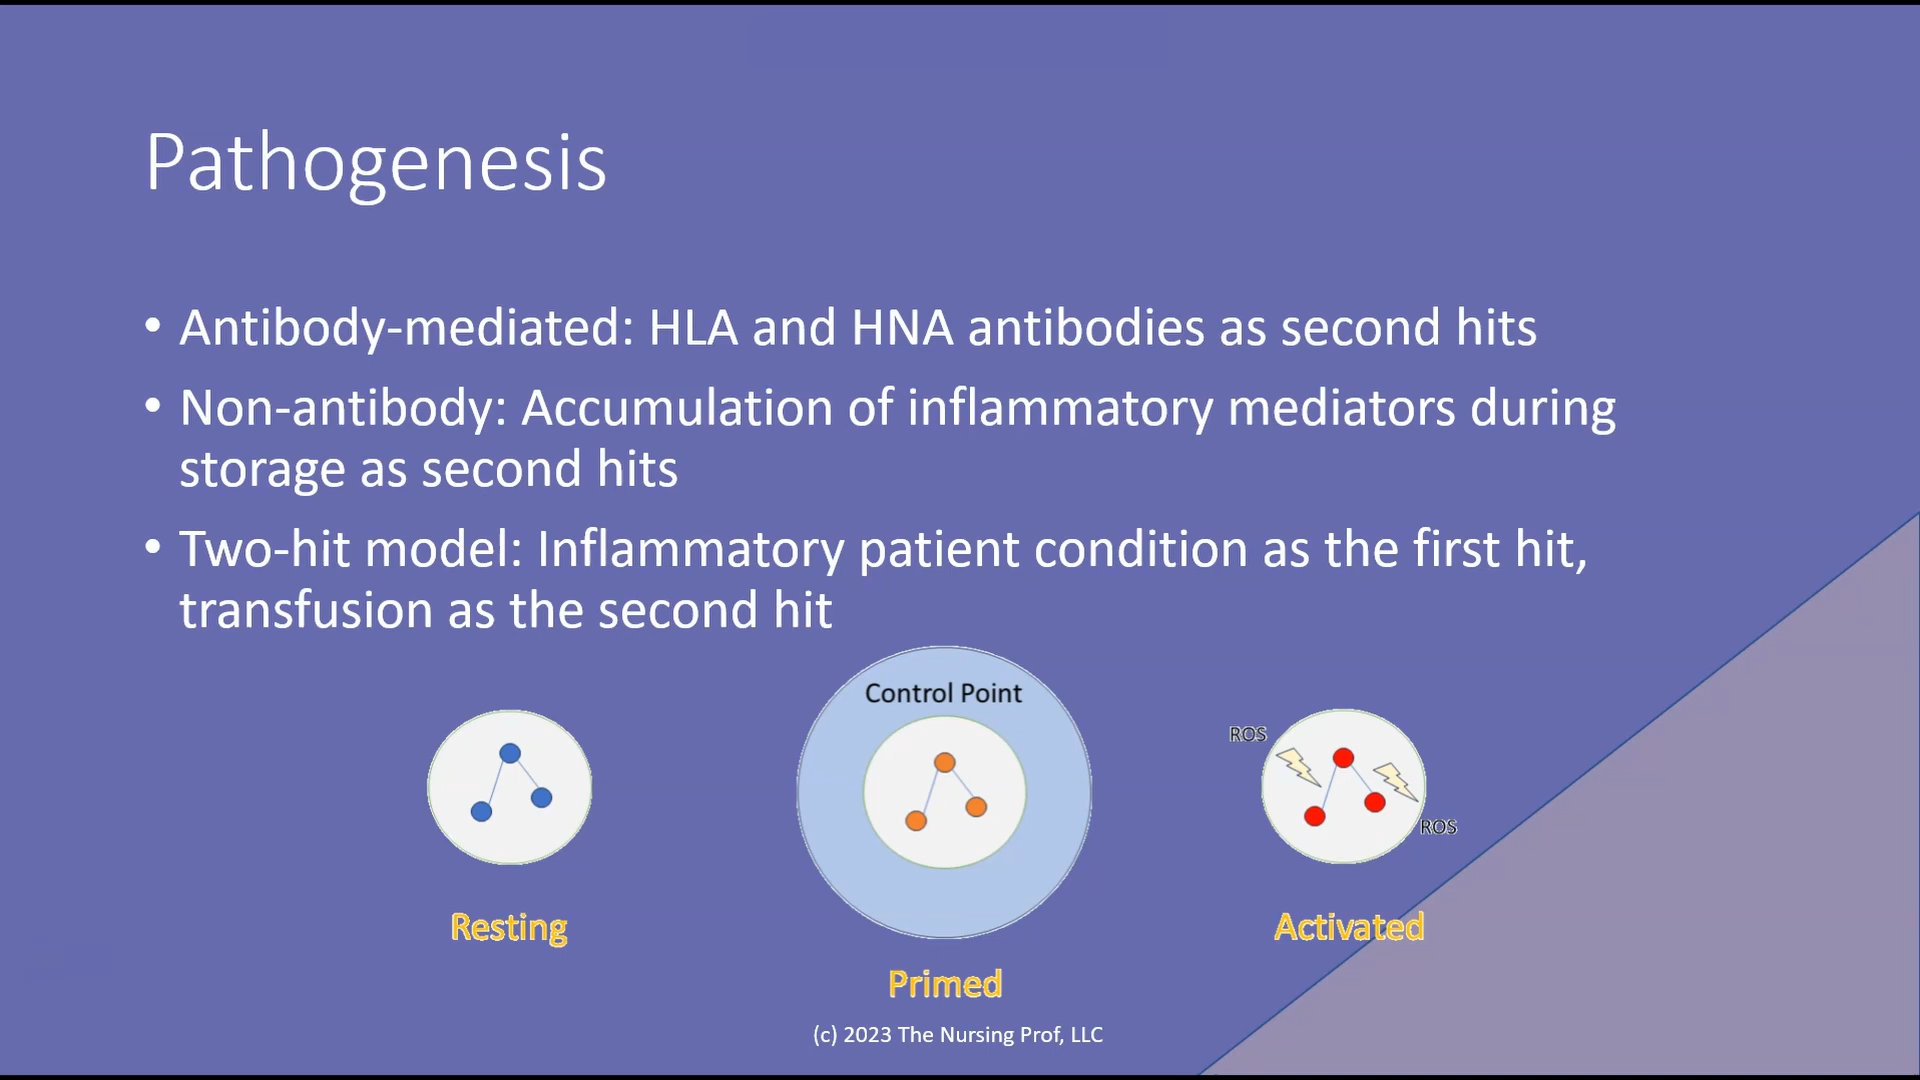 Pathogenesis
• Antibody-mediated: HLA and HNA antibodies as second hits
• Non-antibody: Accumulation of inflammatory mediators during
storage as second hits
• Two-hit model: Inflammatory patient condition as the first hit,
transfusion as the second hit
Control Point
ROS
ROS
Resting
Activated
Primed
(c) 2023 The Nursing Prof, LLC